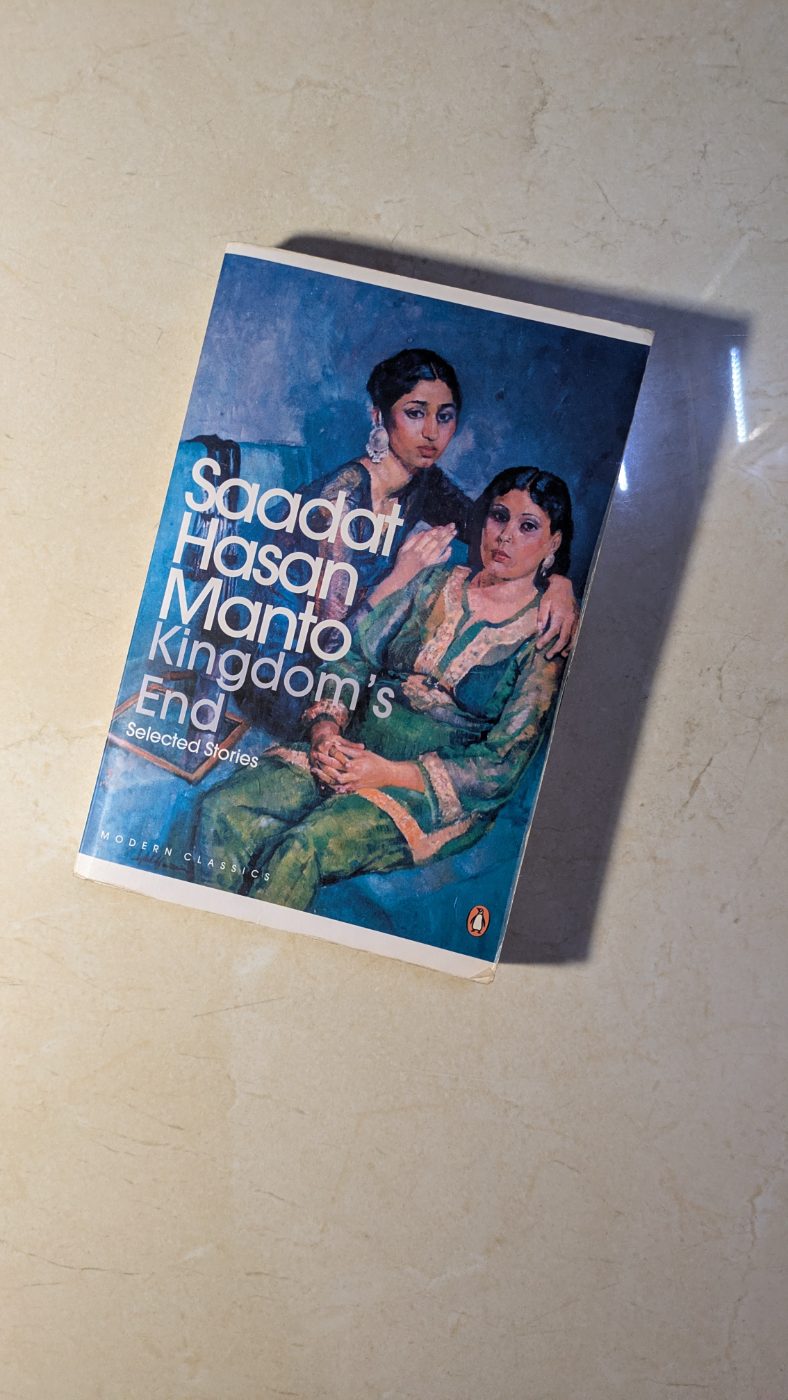 Saadat
Hasan
Manto
Kingdom's
End
Selected Stories
MODERN CLASSICS